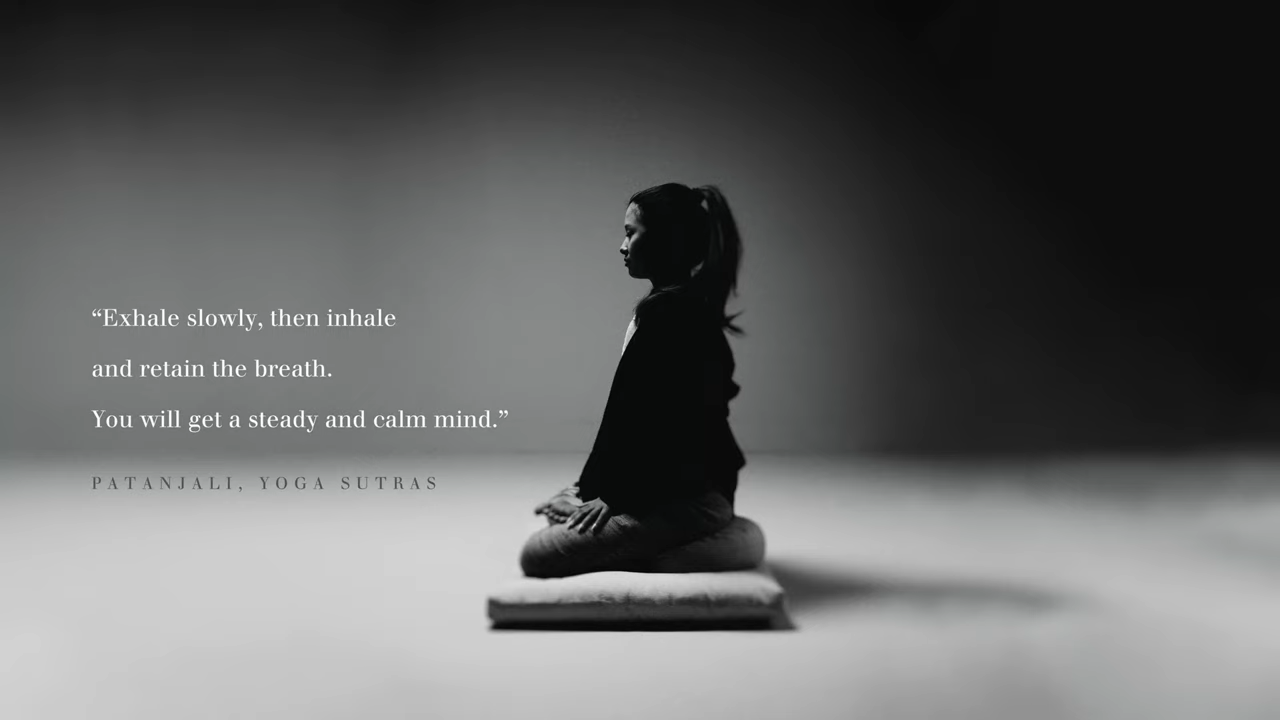 “Exhale slowly, then inhale
and retain the breath.
You will get a steady and calm mind.”
PATANJALI, YOGA SUTRAS